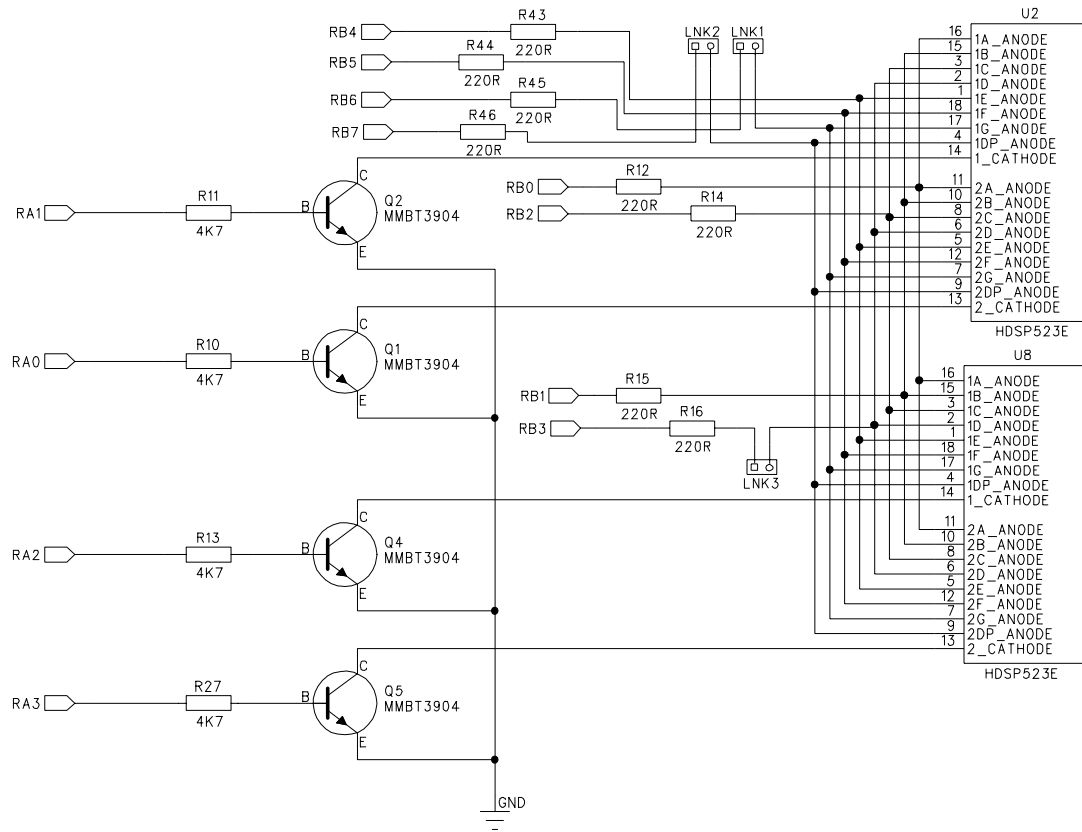 RB4
R43
220R
RB5
R44
220R
RB6
R45
220R
RB7
R46
220R
LNK2
LNK1
U2
16
1A_ANODE
15
1B_ANODE
3
1C_ANODE
2
1D_ANODE
1
1E_ANODE
18
1F_ANODE
17
1G_ANODE
4
1DP_ANODE
14
1_CATHODE
11
2A_ANODE
10
2B_ANODE
8
2C_ANODE
6
2D_ANODE
5
2E_ANODE
12
2F_ANODE
7
2G_ANODE
9
2DP_ANODE
13
2_CATHODE
HDSP523E
RB0
R12
220R
RB2
R14
220R
RA1
R11
4K7
B
C
E
Q2
MMBT3904
RA0
R10
4K7
B
C
E
Q1
MMBT3904
RB1
R15
220R
RB3
R16
220R
LNK3
U8
16
1A_ANODE
15
1B_ANODE
3
1C_ANODE
2
1D_ANODE
1
1E_ANODE
18
1F_ANODE
17
1G_ANODE
4
1DP_ANODE
14
1_CATHODE
11
2A_ANODE
10
2B_ANODE
8
2C_ANODE
6
2D_ANODE
5
2E_ANODE
12
2F_ANODE
7
2G_ANODE
9
2DP_ANODE
13
2_CATHODE
HDSP523E
RA2
R13
4K7
B
C
E
Q4
MMBT3904
RA3
R27
4K7
B
C
E
Q5
MMBT3904
GND